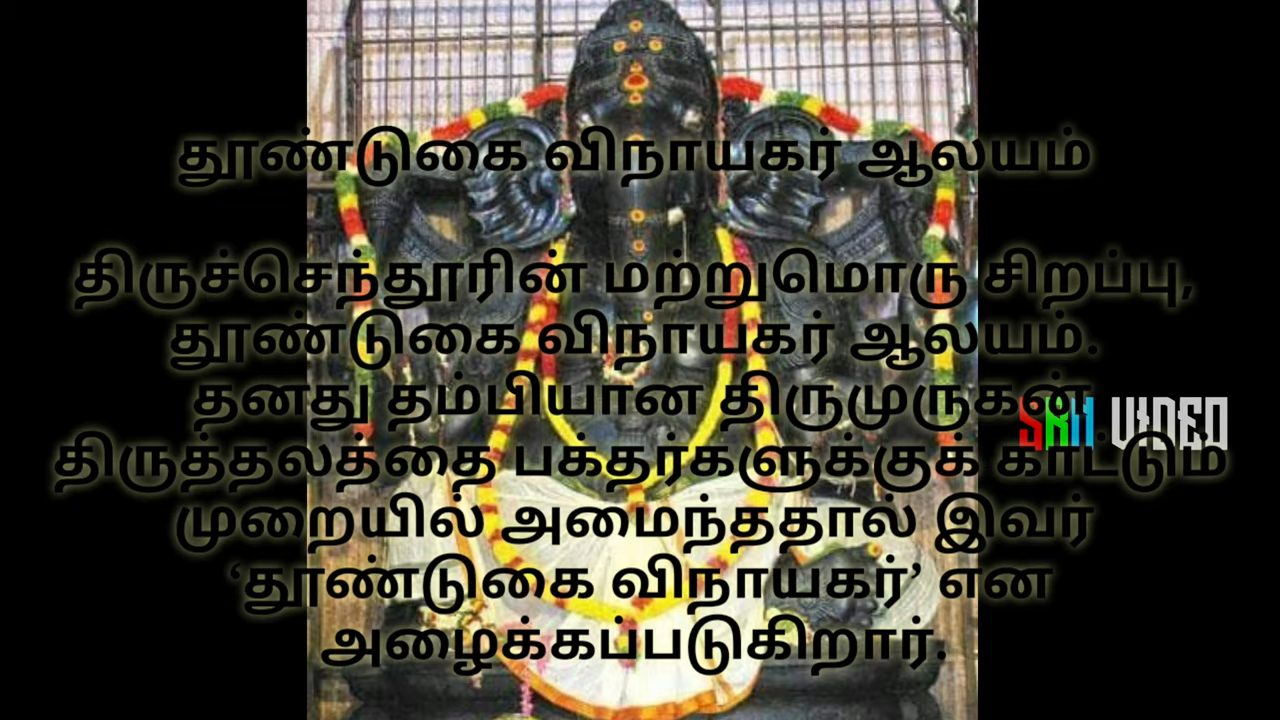 தூண்டுகை விநாயகர் ஆலயம்
திருச்செந்தூரின் மற்றுமொரு சிறப்பு,
தூண்டுகை விநாயகர் ஆலயம்.
தனது தம்பியான திருமுருகன்
SKM VIDEO
திருத்தலத்தை பக்தர்களுக்குக் காட்டும்
முறையில் அமைந்ததால் இவர்
‘தூண்டுகை விநாயகர்’ என
அழைக்கப்படுகிறார்.